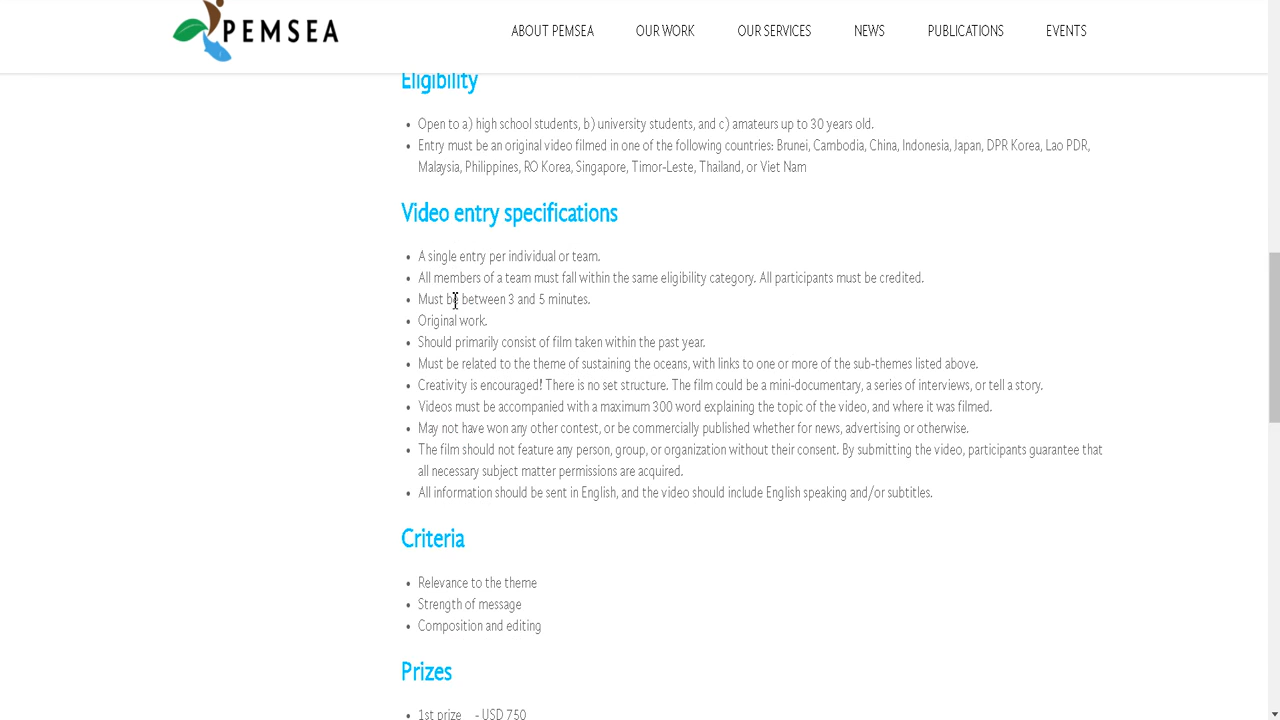 PEMSEA
ABOUT PEMSEA OUR WORK OUR SERVICES NEWS PUBLICATIONS EVENTS
Eligibility
• Open to a) high school students, b) university students, and c) amateurs up to 30 years old.
• Entry must be an original video filmed in one of the following countries: Brunei, Cambodia, China, Indonesia, Japan, DPR Korea, Lao PDR,
Malaysia, Philippines, RO Korea, Singapore, Timor-Leste, Thailand, or Viet Nam
Video entry specifications
• A single entry per individual or team.
• All members of a team must fall within the same eligibility category. All participants must be credited.
• Must be between 3 and 5 minutes.
• Original work.
• Should primarily consist of film taken within the past year.
• Must be related to the theme of sustaining the oceans, with links to one or more of the sub-themes listed above.
• Creativity is encouraged! There is no set structure. The film could be a mini-documentary, a series of interviews, or tell a story.
• Videos must be accompanied with a maximum 300 word explaining the topic of the video, and where it was filmed.
• May not have won any other contest, or be commercially published whether for news, advertising or otherwise.
• The film should not feature any person, group, or organization without their consent. By submitting the video, participants guarantee that
all necessary subject matter permissions are acquired.
• All information should be sent in English, and the video should include English speaking and/or subtitles.
Criteria
• Relevance to the theme
• Strength of message
• Composition and editing
Prizes
• 1st prize - USD 750